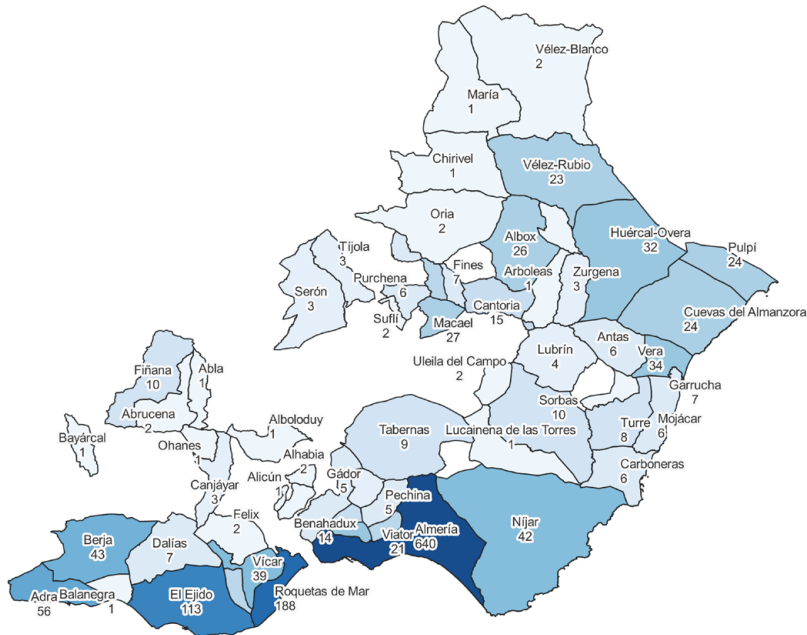 Vélez-Blanco
2
María
1
Chirivel
1
Vélez-Rubio
23
Oria
2
Albox
26
Huércal-Overa
32
Pulpí
24
Tíjola
3
Fines
7
Arboleas
1
Zurgena
3
Purchena
6
Serón
3
Cantoria
15
Cuevas del Almanzora
24
Suflí
2
Macael
27
Antas
6
Vera
34
Lubrín
4
Uleila del Campo
2
Garrucha
7
Fiñana
10
Abla
1
Sorbas
10
Abrucena
2
Alboloduy
1
Tabernas
9
Lucainena de las Torres
1
Turre
8
Mojácar
6
Bayárcal
1
Ohanes
1
Alhabia
2
Carboneras
6
Canjáyar
3
Alicún
1
Gádor
5
Pechina
5
Felix
2
Benahadux
14
Viator
21
Almería
640
Níjar
42
Berja
43
Dalías
7
Vícar
39
Adra
56
Balanegra
1
El Ejido
113
Roquetas de Mar
188